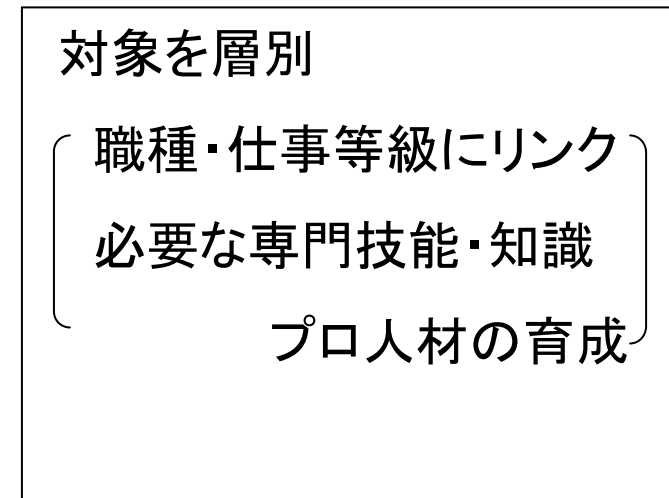 対象を層別
職種・仕事等級にリンク
必要な専門技能・知識
プロ人材の育成